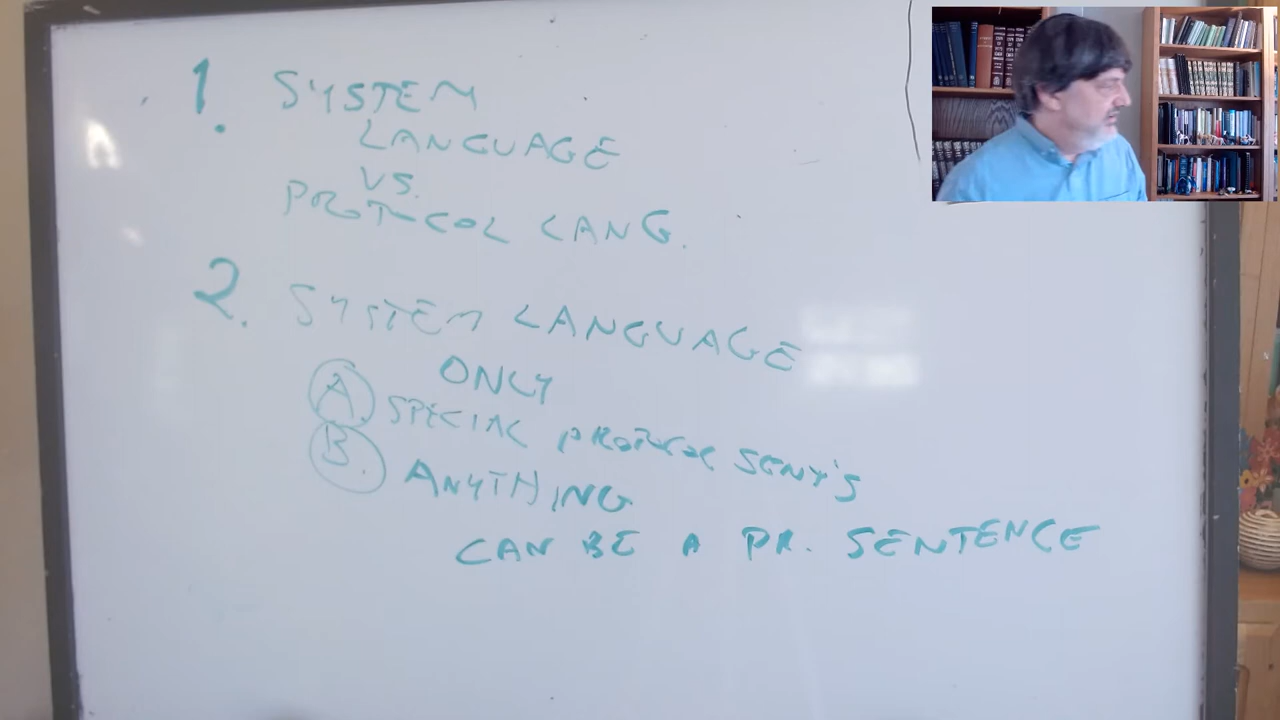 1. SYSTEM
LANGUAGE
VS.
PROTOCOL LANG.
2. SYSTEM LANGUAGE
ONLY
A. SPECIAL PROTOCOL SENT'S
B. ANYTHING
CAN BE A PR. SENTENCE